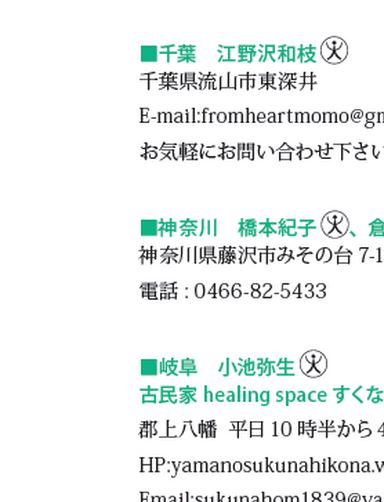 ■千葉　江野沢和枝
千葉県流山市東深井
E-mail:fromheartmomo@gm
お気軽にお問い合わせ下さい
■神奈川　橋本紀子 、倉
神奈川県藤沢市みその台 7-1
電話 : 0466-82-5433
■岐阜　小池弥生
古民家 healing space すくな
郡上八幡 平日 10 時半から 4
HP:yamanosukunahikona.w
Email:sukunahom1839@ya